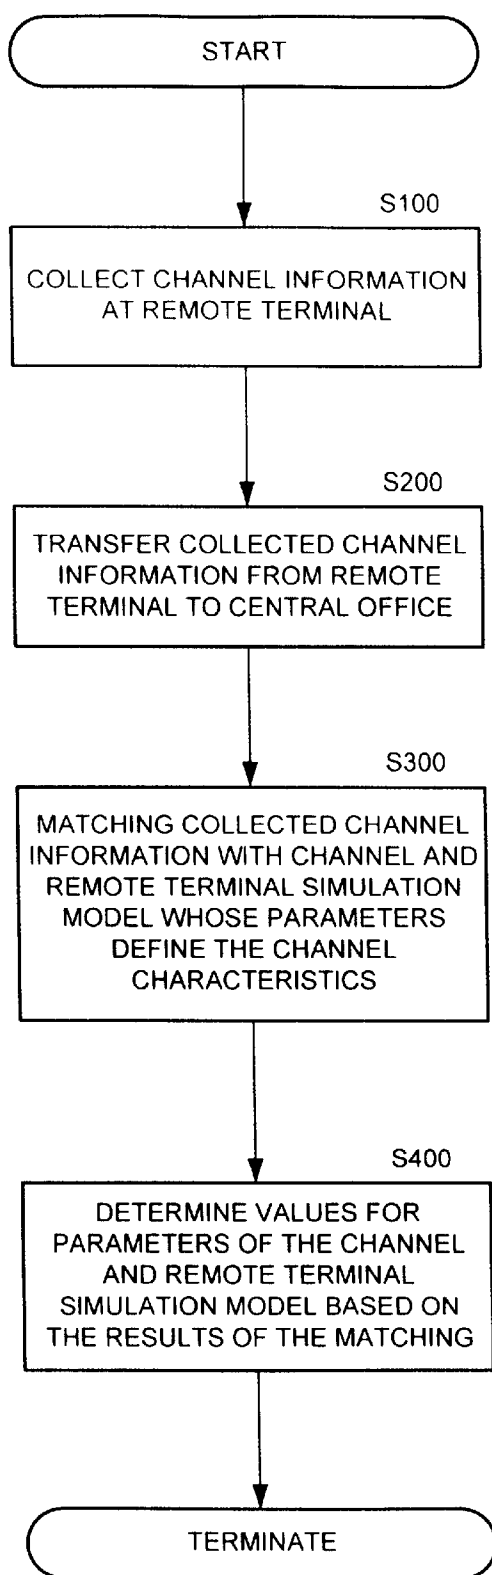 START
S100
COLLECT CHANNEL INFORMATION
AT REMOTE TERMINAL
S200
TRANSFER COLLECTED CHANNEL
INFORMATION FROM REMOTE
TERMINAL TO CENTRAL OFFICE
S300
MATCHING COLLECTED CHANNEL
INFORMATION WITH CHANNEL AND
REMOTE TERMINAL SIMULATION
MODEL WHOSE PARAMETERS
DEFINE THE CHANNEL
CHARACTERISTICS
S400
DETERMINE VALUES FOR
PARAMETERS OF THE CHANNEL
AND REMOTE TERMINAL
SIMULATION MODEL BASED ON
THE RESULTS OF THE MATCHING
TERMINATE